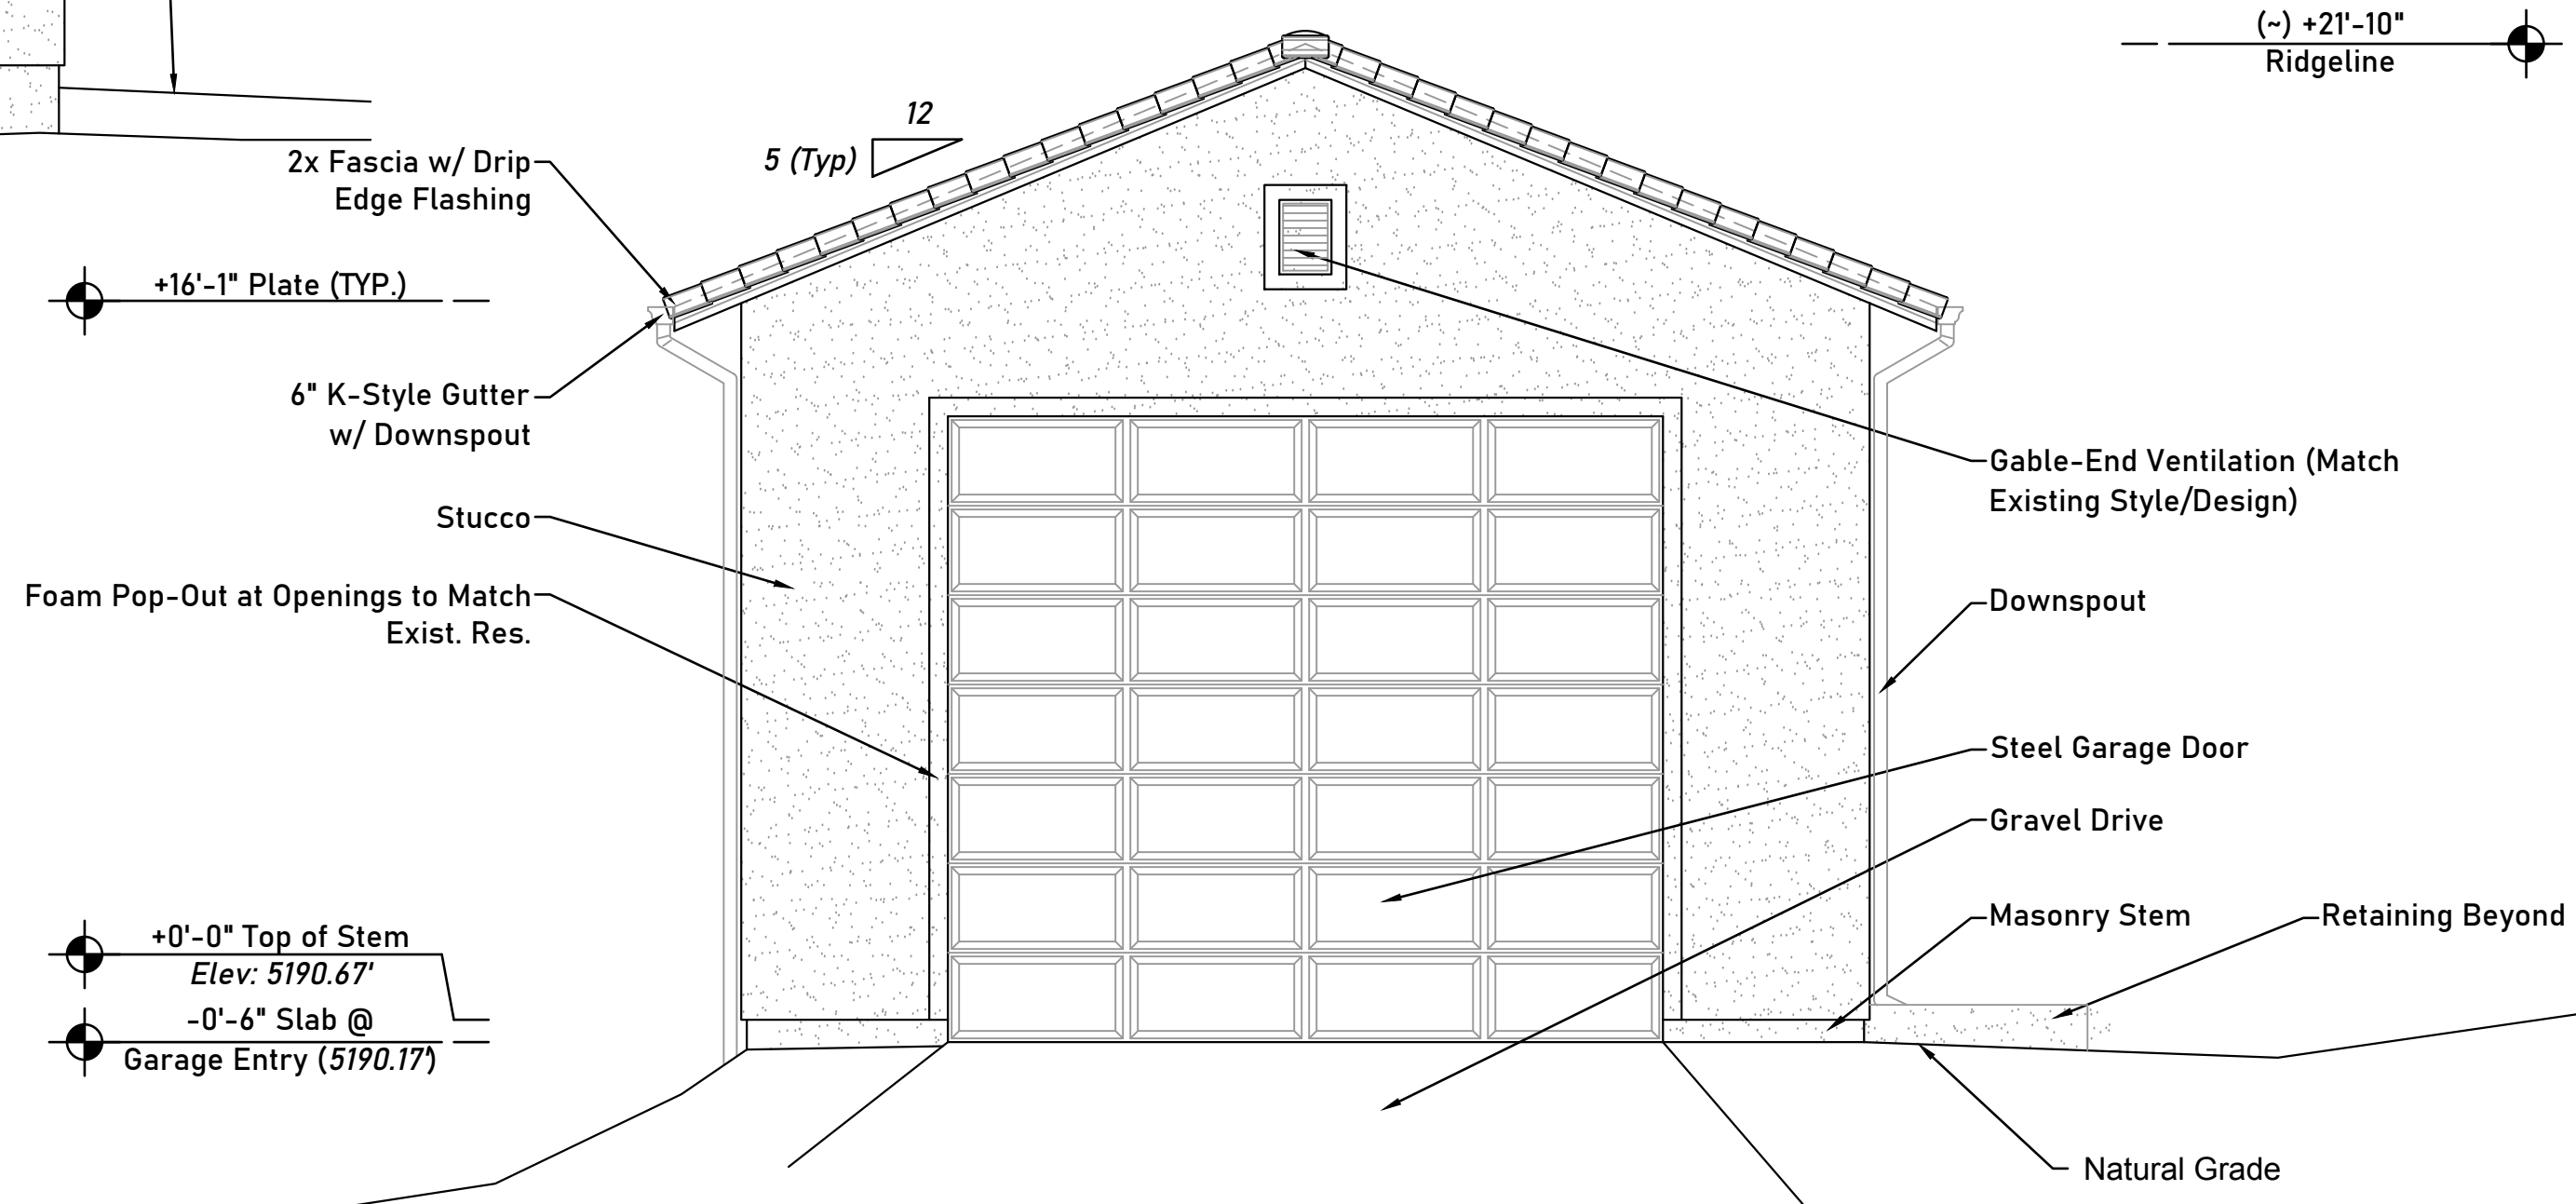 (~) +21'-10"
Ridgeline
12
5 (Typ)
2x Fascia w/ Drip
Edge Flashing
+16'-1" Plate (TYP.)
6" K-Style Gutter
w/ Downspout
Stucco
Foam Pop-Out at Openings to Match
Exist. Res.
Gable-End Ventilation (Match
Existing Style/Design)
Downspout
Steel Garage Door
Gravel Drive
Masonry Stem
Retaining Beyond
+0'-0" Top of Stem
Elev: 5190.67'
-0'-6" Slab @
Garage Entry (5190.17')
Natural Grade